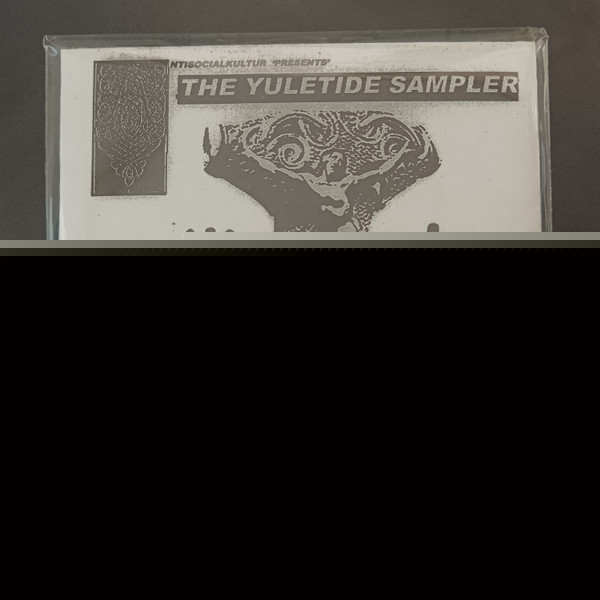 NTISOCIALKULTUR 'PRESENTS'
THE YULETIDE SAMPLER